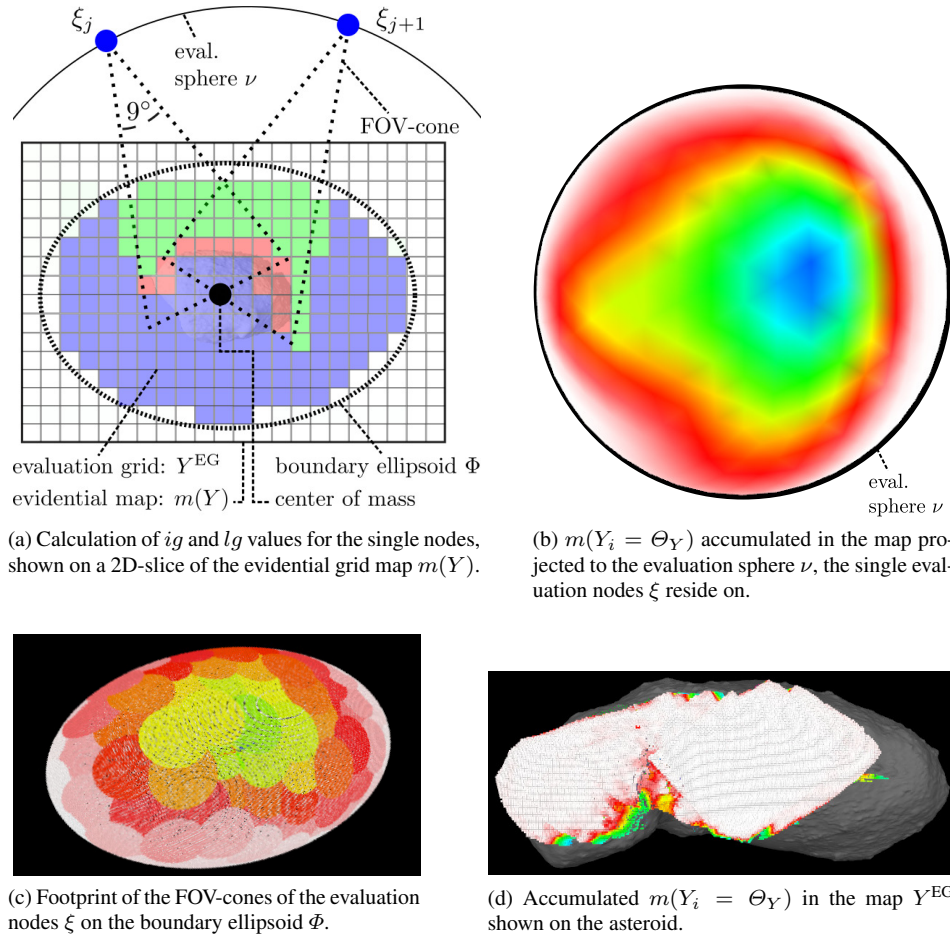 ξj
ξj+1
eval.
sphere ν
9°
FOV-cone
evaluation grid: Y^EG
boundary ellipsoid Φ
evidential map: m(Y)
center of mass
eval.
sphere ν
(a) Calculation of ig and lg values for the single nodes,
shown on a 2D-slice of the evidential grid map m(Y).
(b) m(Y_i = Θ_Y) accumulated in the map pro-
jected to the evaluation sphere ν, the single eval-
uation nodes ξ reside on.
(c) Footprint of the FOV-cones of the evaluation
nodes ξ on the boundary ellipsoid Φ.
(d) Accumulated m(Y_i = Θ_Y) in the map Y^EG
shown on the asteroid.